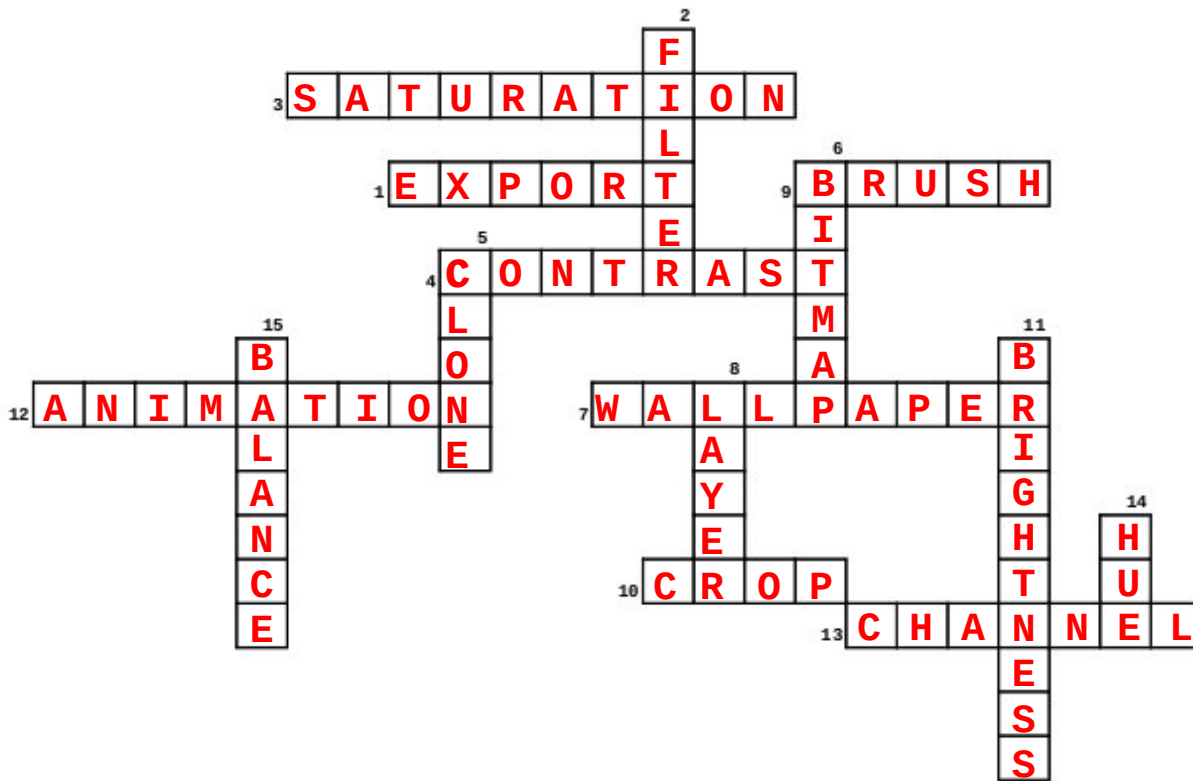 2
F
3 SATURATION
L
6
1 EXPORT 9 BRUSH
5 E I
4 CONTRAST
L M
15 11
B O 8 A B
12 ANIMATION 7 WALLPAPER
L E A I
A Y G
14
N E H H
C 10 CROP T U
E 13 CHANNEL
E
S
S